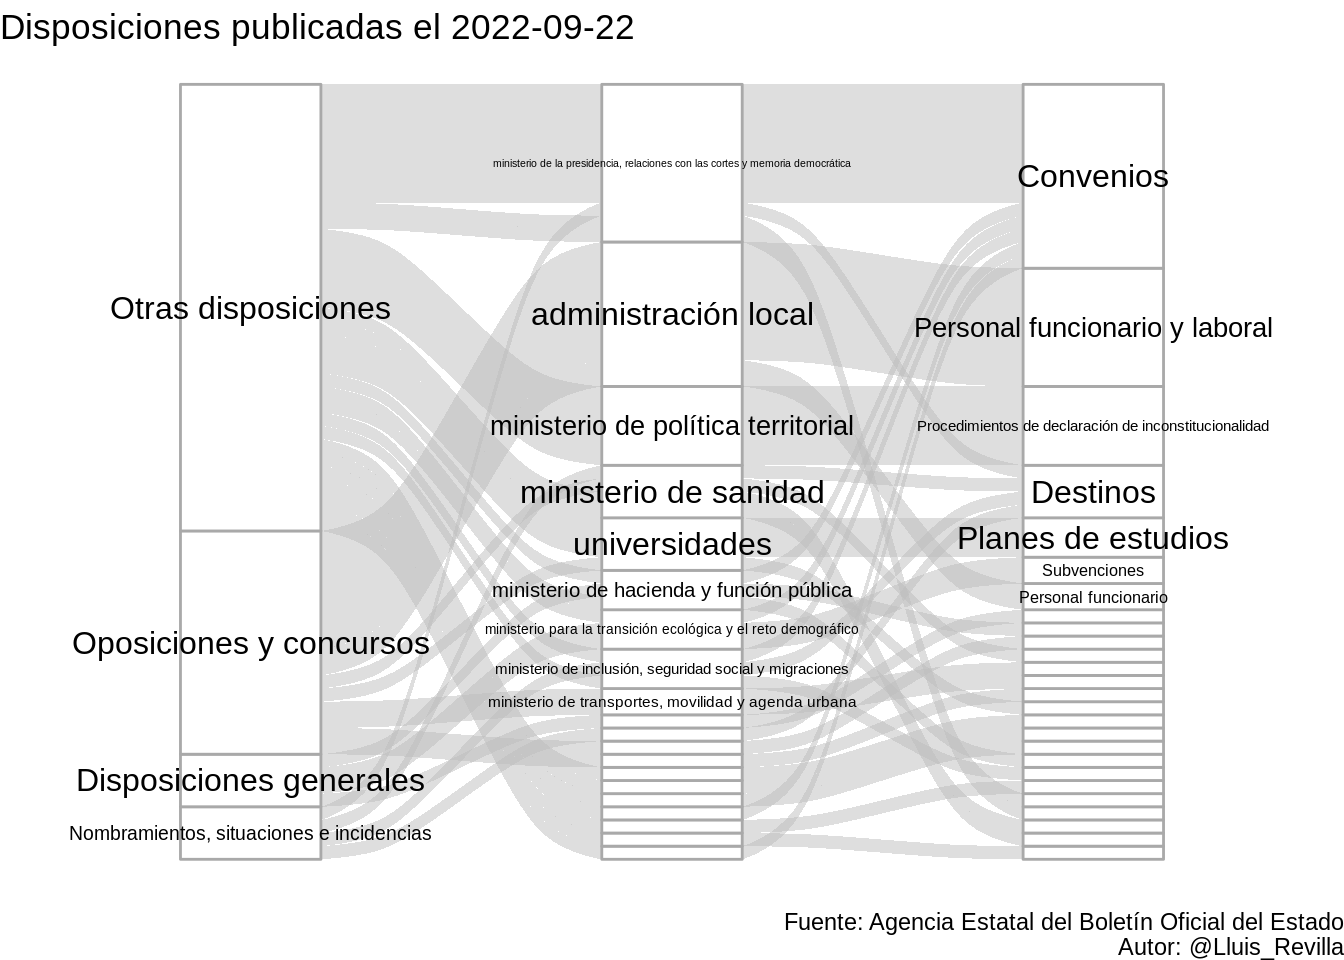 Disposiciones publicadas el 2022-09-22
Otras disposiciones
Oposiciones y concursos
Disposiciones generales
Nombramientos, situaciones e incidencias
ministerio de la presidencia, relaciones con las cortes y memoria democrática
administración local
ministerio de política territorial
ministerio de sanidad
universidades
ministerio de hacienda y función pública
ministerio para la transición ecológica y el reto demográfico
ministerio de inclusión, seguridad social y migraciones
ministerio de transportes, movilidad y agenda urbana
Convenios
Personal funcionario y laboral
Procedimientos de declaración de inconstitucionalidad
Destinos
Planes de estudios
Subvenciones
Personal funcionario
Fuente: Agencia Estatal del Boletín Oficial del Estado
Autor: @Lluis_Revilla